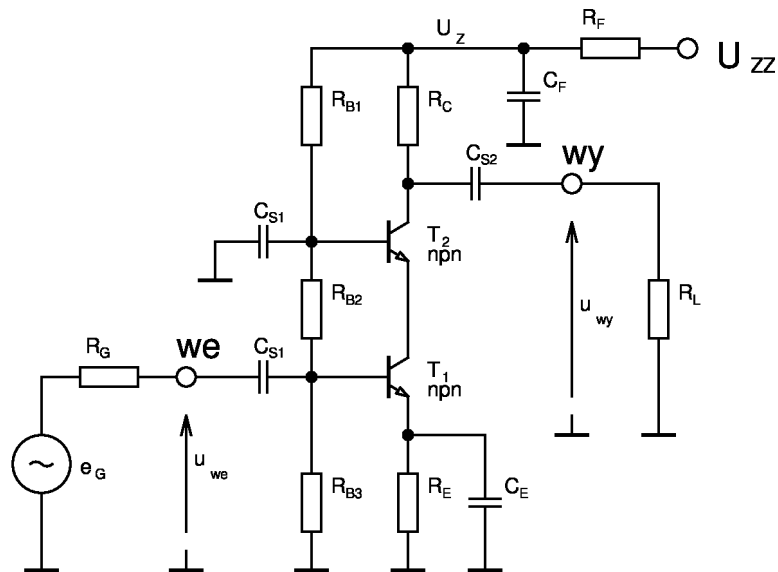 R_F
U_z
U_ZZ
C_F
R_B1
R_C
C_S2
wy
C_S1
T_2
npn
R_B2
R_L
u_wy
R_G
we
C_S1
T_1
npn
u_we
e_G
~
R_B3
R_E
C_E